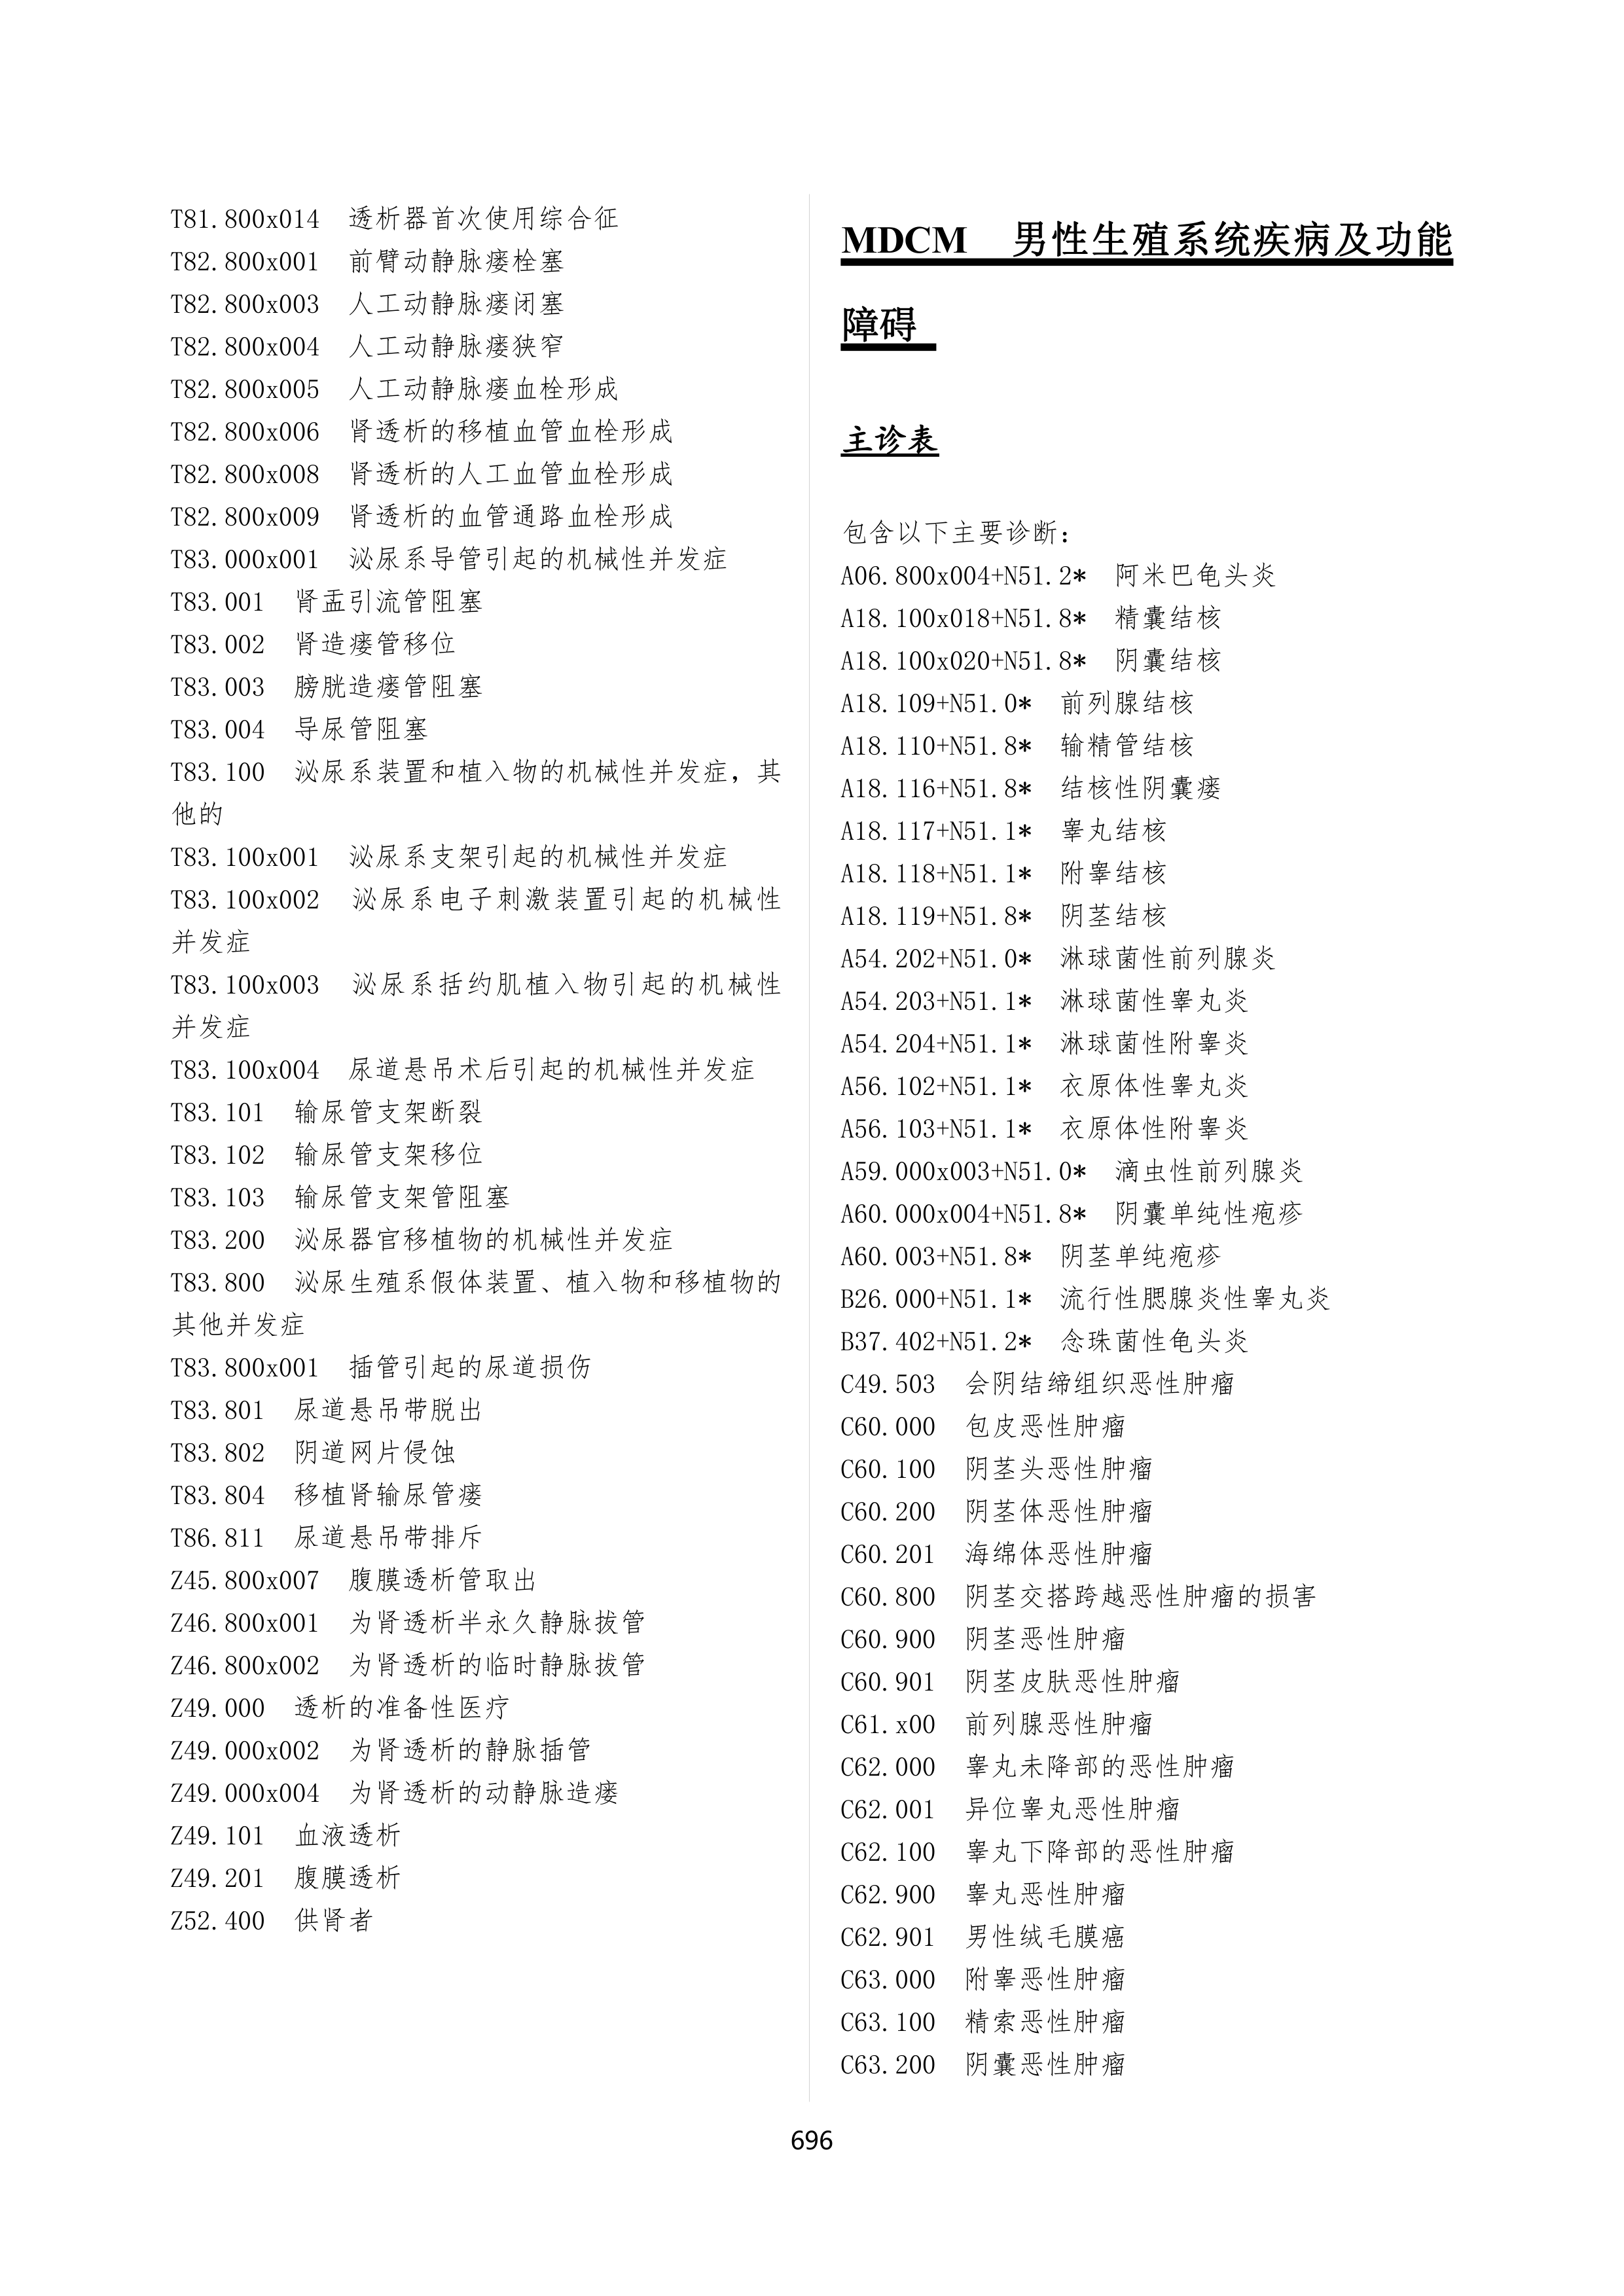 T81.800x014 透析器首次使用综合征
T82.800x001 前臂动静脉瘘栓塞
T82.800x003 人工动静脉瘘闭塞
T82.800x004 人工动静脉瘘狭窄
T82.800x005 人工动静脉瘘血栓形成
T82.800x006 肾透析的移植血管血栓形成
T82.800x008 肾透析的人工血管血栓形成
T82.800x009 肾透析的血管通路血栓形成
T83.000x001 泌尿系导管引起的机械性并发症
T83.001 肾盂引流管阻塞
T83.002 肾造瘘管移位
T83.003 膀胱造瘘管阻塞
T83.004 导尿管阻塞
T83.100 泌尿系装置和植入物的机械性并发症，其
他的
T83.100x001 泌尿系支架引起的机械性并发症
T83.100x002 泌尿系电子刺激装置引起的机械性
并发症
T83.100x003 泌尿系括约肌植入物引起的机械性
并发症
T83.100x004 尿道悬吊术后引起的机械性并发症
T83.101 输尿管支架断裂
T83.102 输尿管支架移位
T83.103 输尿管支架管阻塞
T83.200 泌尿器官移植物的机械性并发症
T83.800 泌尿生殖系假体装置、植入物和移植物的
其他并发症
T83.800x001 插管引起的尿道损伤
T83.801 尿道悬吊带脱出
T83.802 阴道网片侵蚀
T83.804 移植肾输尿管瘘
T86.811 尿道悬吊带排斥
Z45.800x007 腹膜透析管取出
Z46.800x001 为肾透析半永久静脉拔管
Z46.800x002 为肾透析的临时静脉拔管
Z49.000 透析的准备性医疗
Z49.000x002 为肾透析的静脉插管
Z49.000x004 为肾透析的动静脉造瘘
Z49.101 血液透析
Z49.201 腹膜透析
Z52.400 供肾者
MDCM 男性生殖系统疾病及功能
障碍
主诊表
包含以下主要诊断：
A06.800x004+N51.2* 阿米巴龟头炎
A18.100x018+N51.8* 精囊结核
A18.100x020+N51.8* 阴囊结核
A18.109+N51.0* 前列腺结核
A18.110+N51.8* 输精管结核
A18.116+N51.8* 结核性阴囊瘘
A18.117+N51.1* 睾丸结核
A18.118+N51.1* 附睾结核
A18.119+N51.8* 阴茎结核
A54.202+N51.0* 淋球菌性前列腺炎
A54.203+N51.1* 淋球菌性睾丸炎
A54.204+N51.1* 淋球菌性附睾炎
A56.102+N51.1* 衣原体性睾丸炎
A56.103+N51.1* 衣原体性附睾炎
A59.000x003+N51.0* 滴虫性前列腺炎
A60.000x004+N51.8* 阴囊单纯性疱疹
A60.003+N51.8* 阴茎单纯疱疹
B26.000+N51.1* 流行性腮腺炎性睾丸炎
B37.402+N51.2* 念珠菌性龟头炎
C49.503 会阴结缔组织恶性肿瘤
C60.000 包皮恶性肿瘤
C60.100 阴茎头恶性肿瘤
C60.200 阴茎体恶性肿瘤
C60.201 海绵体恶性肿瘤
C60.800 阴茎交搭跨越恶性肿瘤的损害
C60.900 阴茎恶性肿瘤
C60.901 阴茎皮肤恶性肿瘤
C61.x00 前列腺恶性肿瘤
C62.000 睾丸未降部的恶性肿瘤
C62.001 异位睾丸恶性肿瘤
C62.100 睾丸下降部的恶性肿瘤
C62.900 睾丸恶性肿瘤
C62.901 男性绒毛膜癌
C63.000 附睾恶性肿瘤
C63.100 精索恶性肿瘤
C63.200 阴囊恶性肿瘤
696